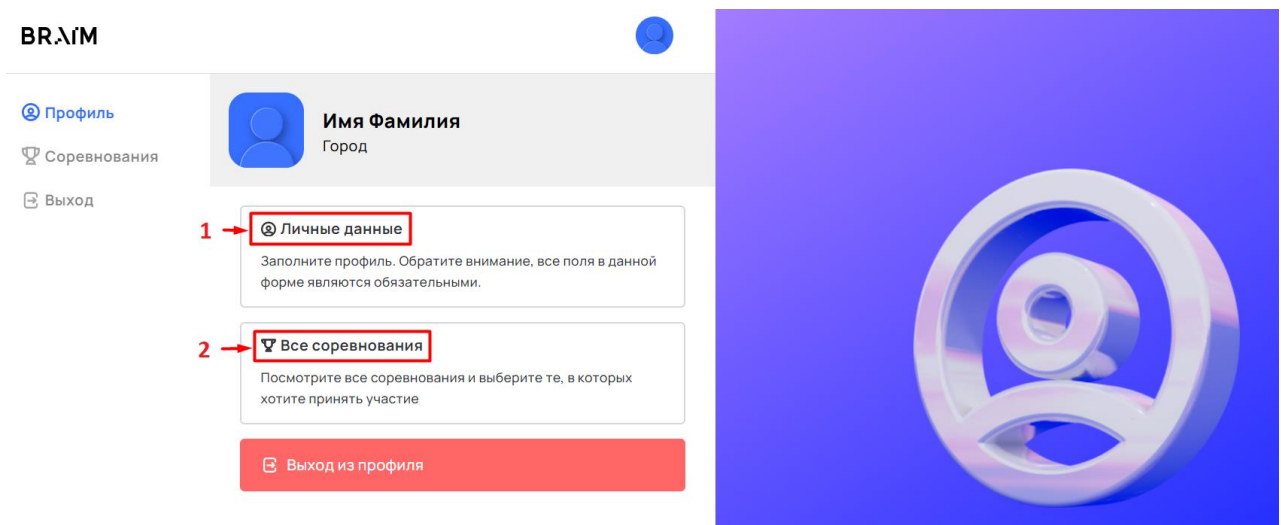 BRAIM
Профиль
Соревнования
Выход
Имя Фамилия
Город
1
Личные данные
Заполните профиль. Обратите внимание, все поля в данной
форме являются обязательными.
2
Все соревнования
Посмотрите все соревнования и выберите те, в которых
хотите принять участие
Выход из профиля